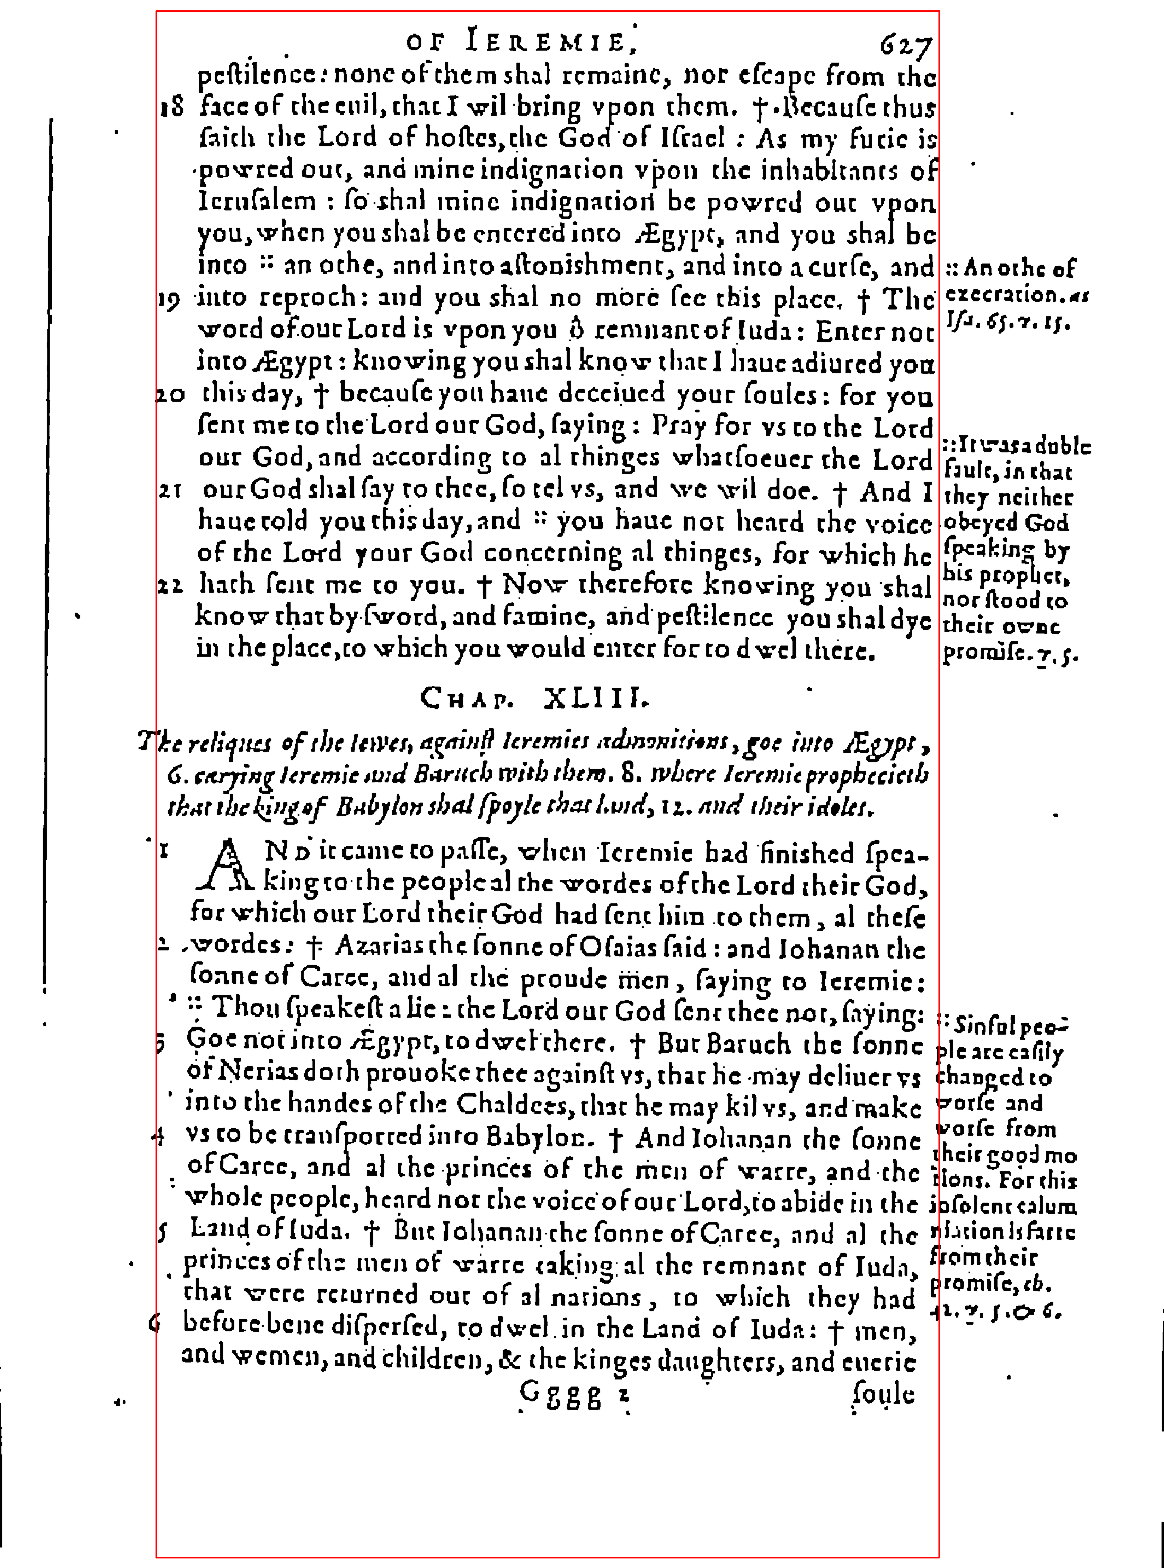 OF IEREMIE. 627
peſtilence: none of them shal remaine, nor eſcape from the
18 face of the euil, that I wil bring vpon them. † Becauſe thus
ſaith the Lord of hoſtes, the God of Iſrael : As my furie is
powred out, and mine indignation vpon the inhabitants of
Ieruſalem : ſo shal mine indignation be powred out vpon
you, when you shal be entered into Ægypt, and you shal be
into :: an othe, and into aſtonishment, and into a curſe, and
19 into reproch: and you shal no more ſee this place. † The
word of our Lord is vpon you ô remnant of Iuda: Enter not
into Ægypt: knowing you shal know that I haue adiured you
20 this day, † becauſe you haue deceiued your ſoules: for you
ſent me to the Lord our God, ſaying: Pray for vs to the Lord
our God, and according to al thinges whatſoeuer the Lord
21 our God shal ſay to thee, ſo tel vs, and we wil doe. † And I
haue told you this day, and :: you haue not heard the voice
of the Lord your God concerning al thinges, for which he
22 hath ſent me to you. † Now therefore knowing you shal
know that by ſword, and famine, and peſtilence you shal dye
in the place, to which you would enter for to dwel there.
:: An othe of
execration. as
Iſa. 65. v. 15.
:: It was a duble
fault, in that
they neither
obeyed God
ſpeaking by
his prophet,
nor ſtood to
their owne
promiſe. v. 5.
CHAP. XLIII.
The reliques of the Iewes, againſt Ieremies admonitions, goe into Ægypt,
6. carying Ieremie and Baruch with them. 8. where Ieremie prophecieth
that the king of Babylon shal ſpoyle that land, 12. and their idoles.
1 AND it came to paſſe, when Ieremie had finished ſpea-
king to the people al the wordes of the Lord their God,
for which our Lord their God had ſent him to them, al theſe
2 wordes: † Azarias the ſonne of Oſaias ſaid: and Iohanan the
ſonne of Caree, and al the proude men, ſaying to Ieremie:
:: Thou ſpeakeſt a lie: the Lord our God ſent thee not, ſaying:
3 Goe not into Ægypt, to dwel there. † But Baruch the ſonne
of Nerias doth prouoke thee againſt vs, that he may deliuer vs
into the handes of the Chaldees, that he may kil vs, and make
4 vs to be tranſported into Babylon. † And Iohanan the ſonne
of Caree, and al the princes of the men of warre, and the
whole people, heard not the voice of our Lord, to abide in the
5 Land of Iuda. † But Iohanan the ſonne of Caree, and al the
princes of the men of warre taking al the remnant of Iuda,
that were returned out of al nations, to which they had
6 before bene diſperſed, to dwel in the Land of Iuda: † men,
and wemen, and children, & the kinges daughters, and euerie
:: Sinful peo-
ple are eaſily
changed to
worſe and
worſe from
their good mo
tions. For this
inſolent calum
niation is farre
from their
promiſe, ch.
42. v. 5. & 6.
Gggg 2 ſoule